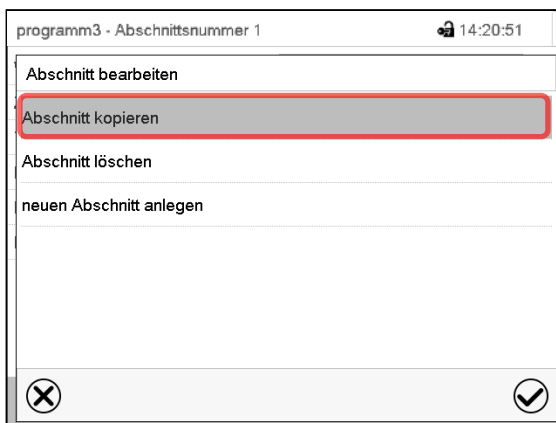 programm3 - Abschnittsnummer 1 14:20:51
Abschnitt bearbeiten
Abschnitt kopieren
Abschnitt löschen
neuen Abschnitt anlegen